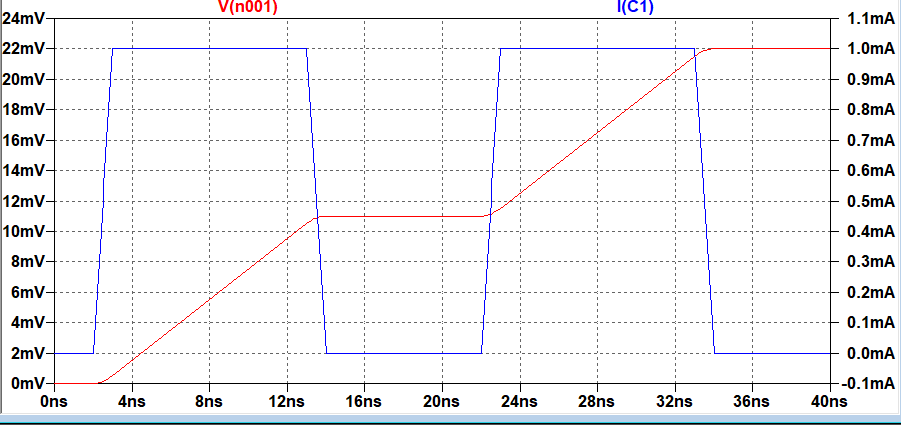 V(n001) I(C1)
24mV 1.1mA
22mV 1.0mA
20mV 0.9mA
18mV 0.8mA
16mV 0.7mA
14mV 0.6mA
12mV 0.5mA
10mV 0.4mA
8mV 0.3mA
6mV 0.2mA
4mV 0.1mA
2mV 0.0mA
0mV -0.1mA
0ns 4ns 8ns 12ns 16ns 20ns 24ns 28ns 32ns 36ns 40ns